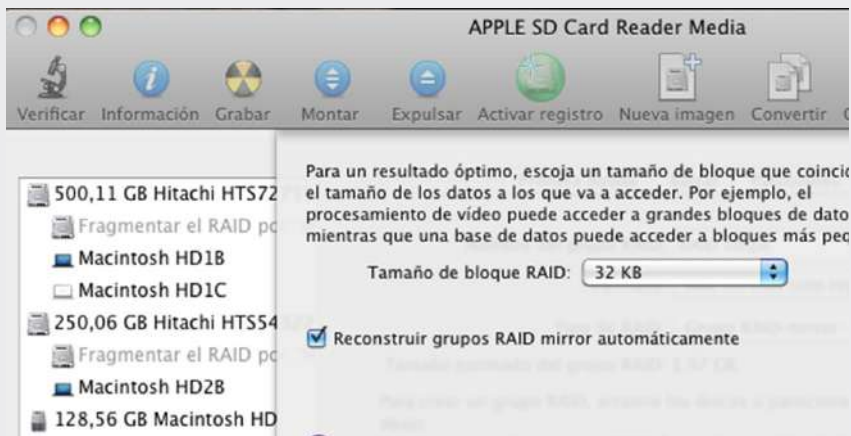 APPLE SD Card Reader Media
Verificar Información Grabar Montar Expulsar Activar registro Nueva imagen Convertir
500,11 GB Hitachi HTS72
Fragmentar el RAID po
Macintosh HD1B
Macintosh HD1C
250,06 GB Hitachi HTS54
Fragmentar el RAID po
Macintosh HD2B
128,56 GB Macintosh HD
Para un resultado óptimo, escoja un tamaño de bloque que coincid
el tamaño de los datos a los que va a acceder. Por ejemplo, el
procesamiento de vídeo puede acceder a grandes bloques de dato
mientras que una base de datos puede acceder a bloques más peq
Tamaño de bloque RAID: 32 KB
Reconstruir grupos RAID mirror automáticamente